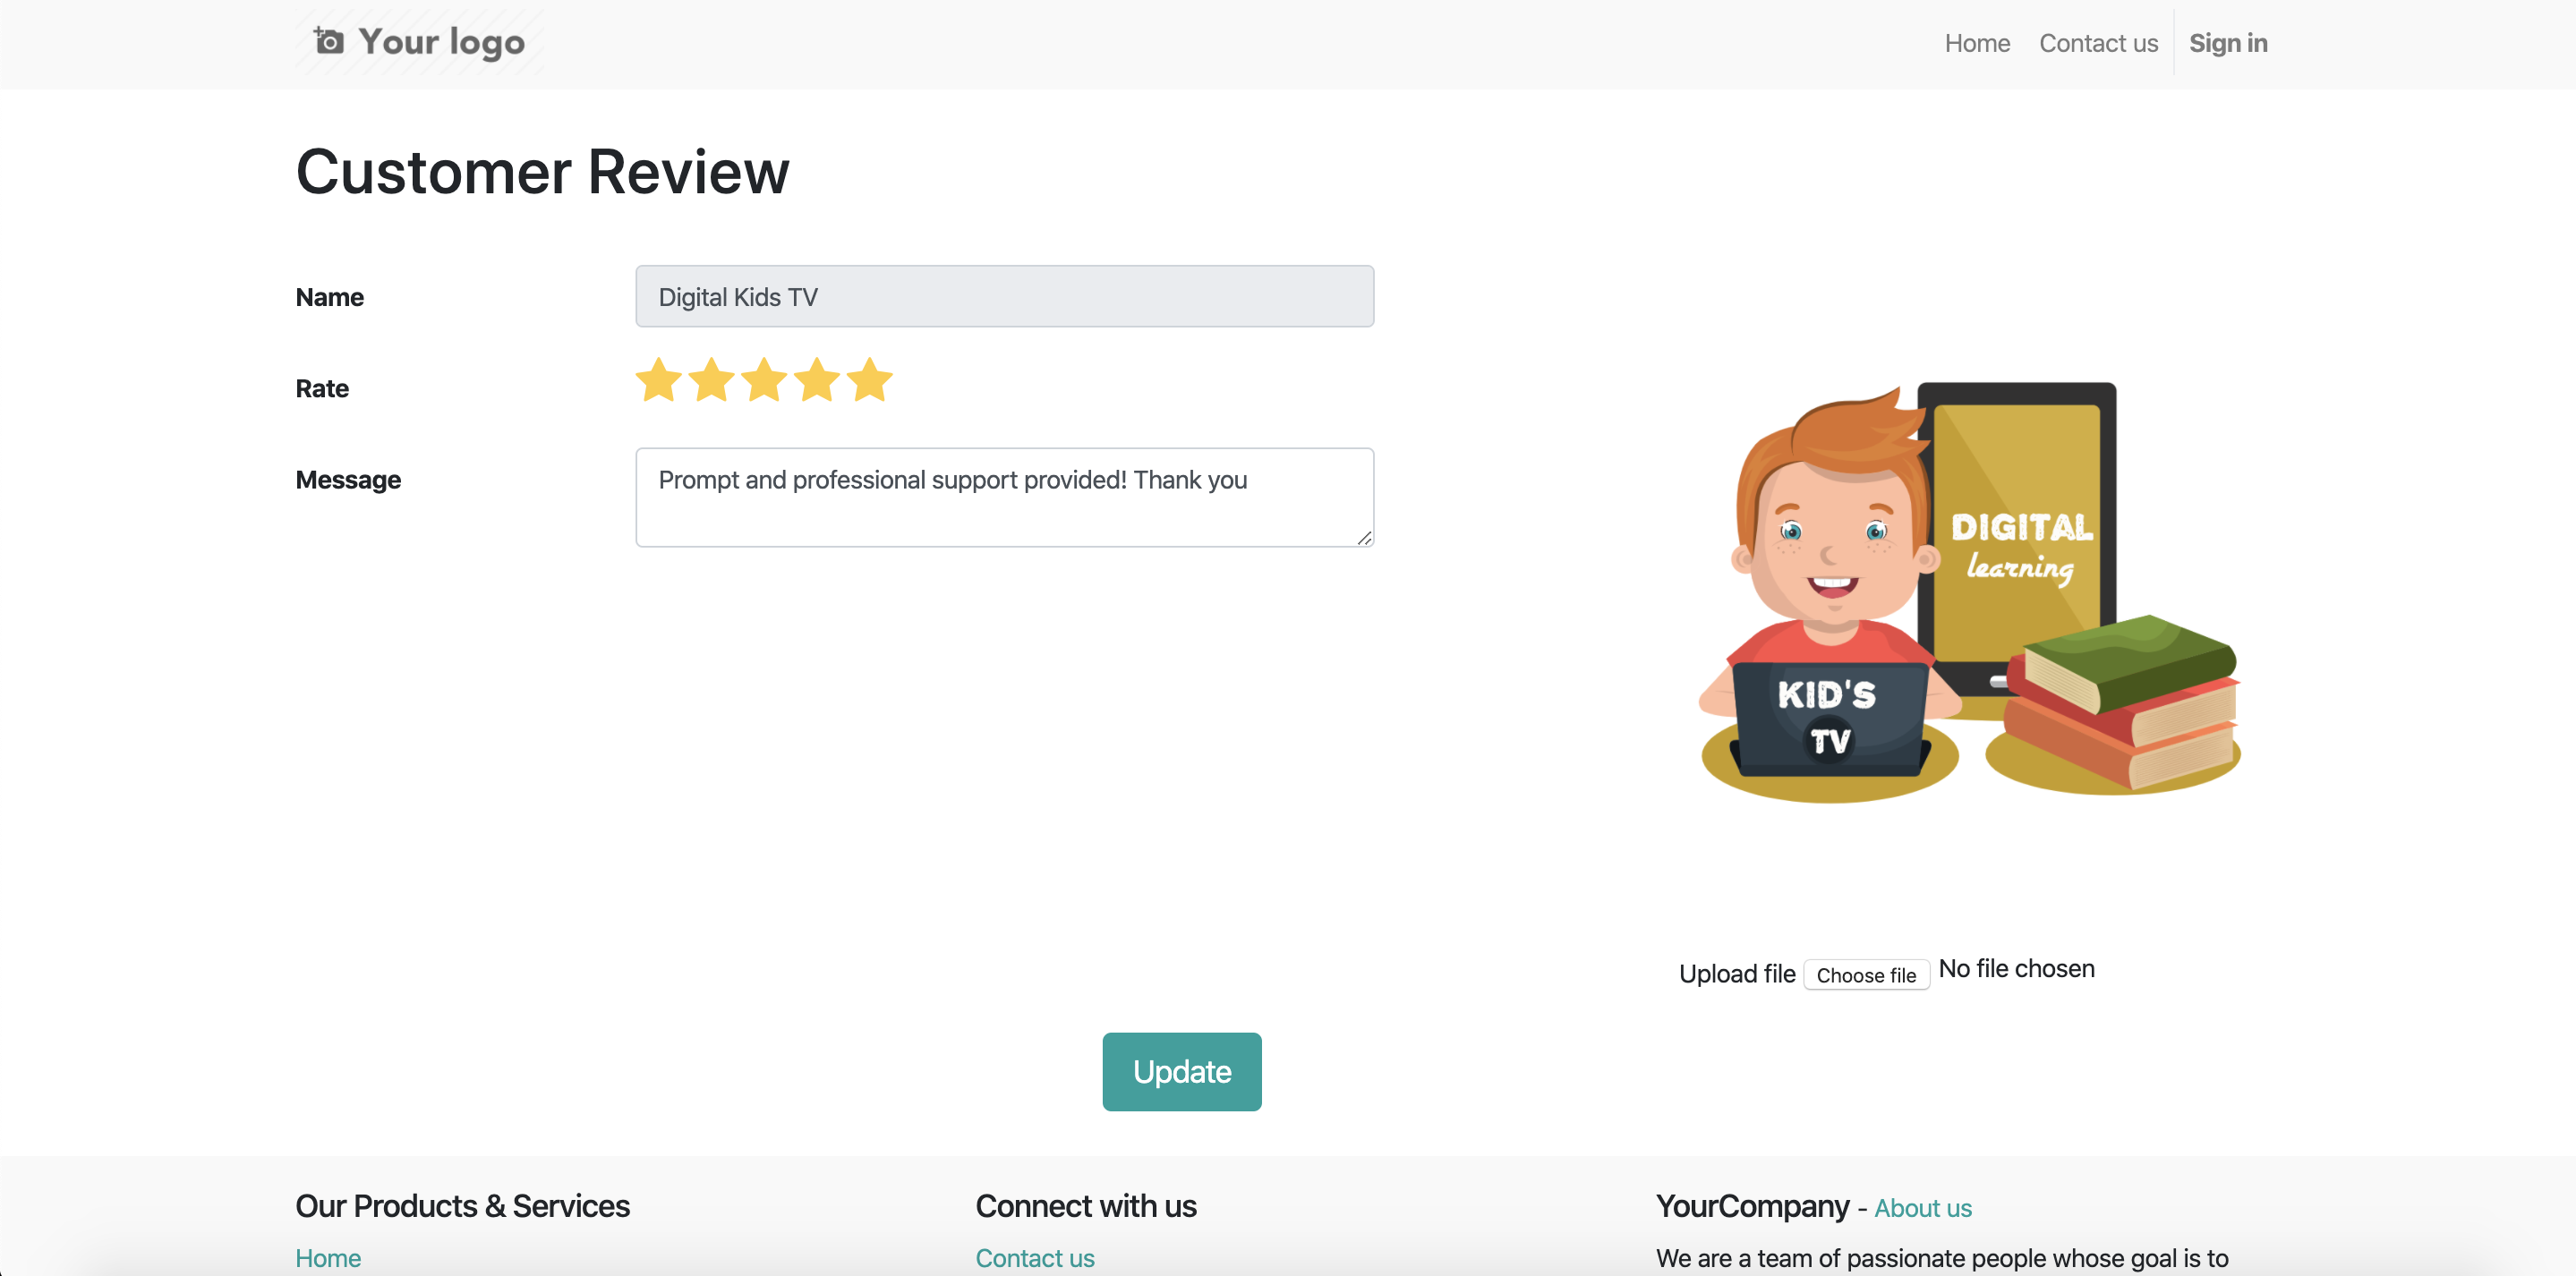 Your logo
Home Contact us Sign in
Customer Review
Name Digital Kids TV
Rate
Message Prompt and professional support provided! Thank you
DIGITAL
learning
KID'S
TV
Upload file Choose file No file chosen
Update
Our Products & Services Connect with us YourCompany - About us
Home Contact us We are a team of passionate people whose goal is to